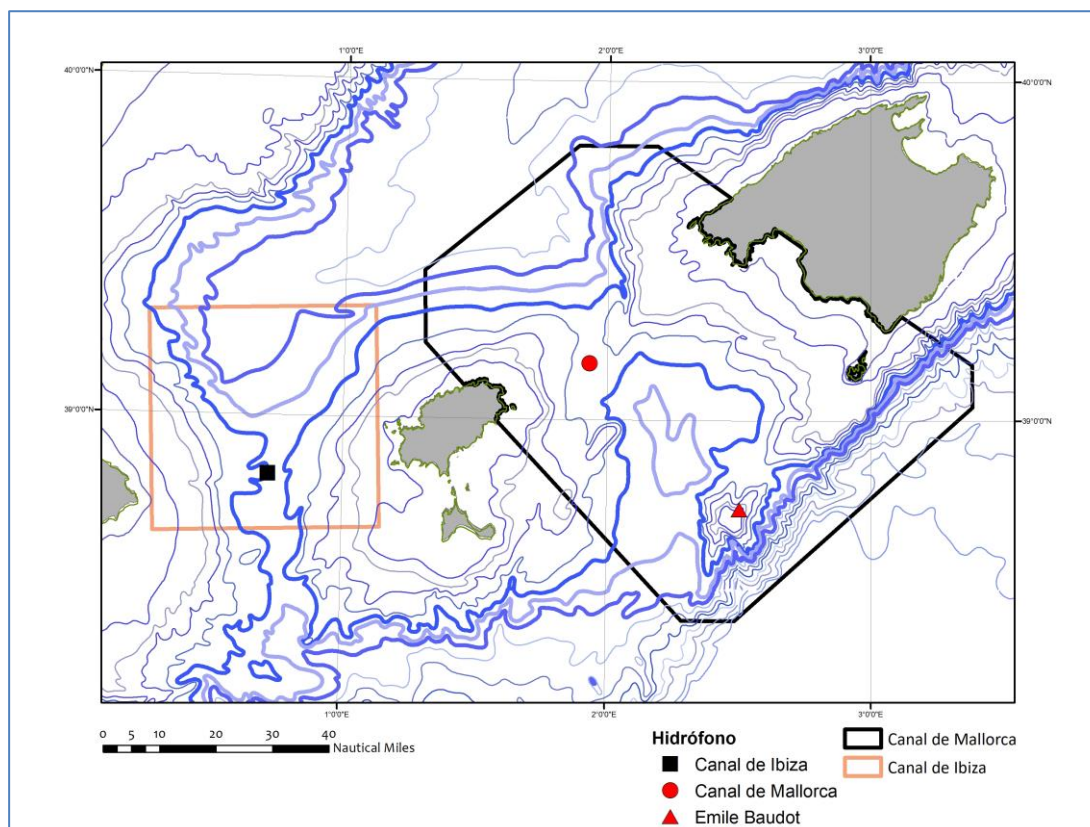 1°0'0"E
2°0'0"E
3°0'0"E
40°0'0"N
40°0'0"N
39°0'0"N
39°0'0"N
1°0'0"E
2°0'0"E
3°0'0"E
0 5 10 20 30 40
Nautical Miles
Hidrófono
Canal de Ibiza
Canal de Mallorca
Emile Baudot
Canal de Mallorca
Canal de Ibiza